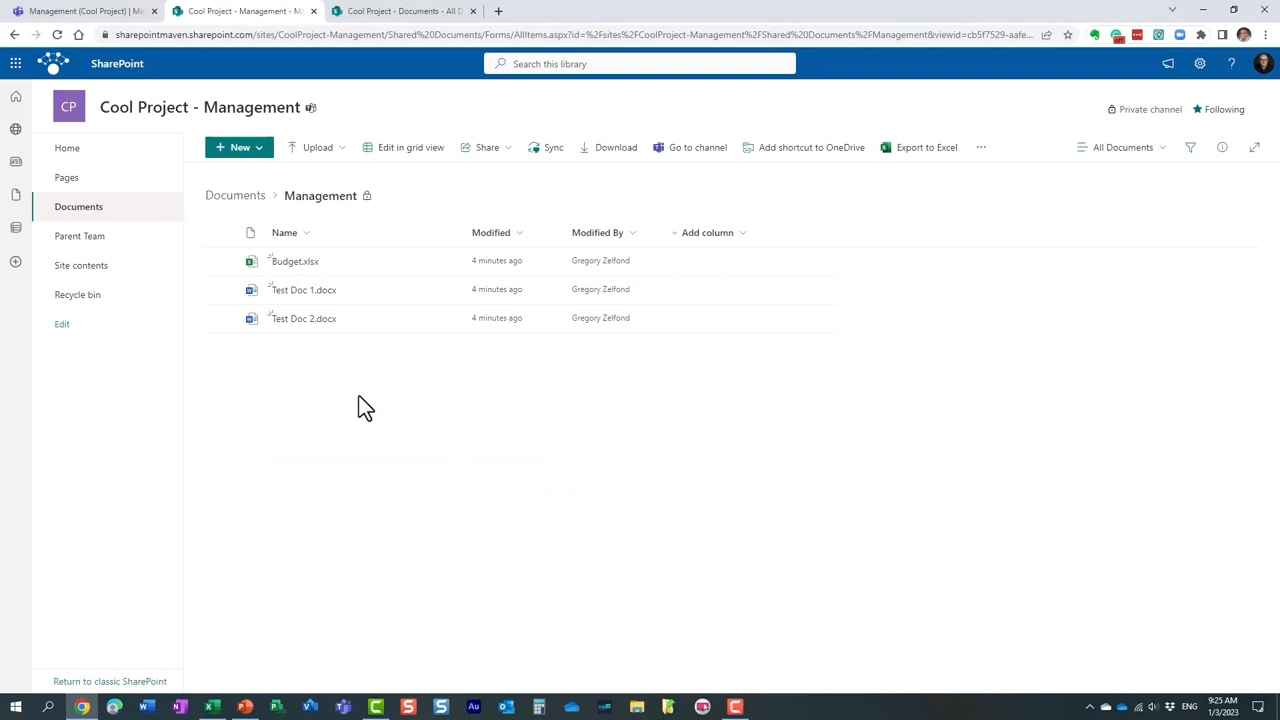 Management (Cool Project) | Mic
Cool Project - Management - Ma
Cool Project - Documents - All D
sharepointmaven.sharepoint.com/sites/CoolProject-Management/Shared%20Documents/Forms/AllItems.aspx?id=%2Fsites%2FCoolProject-Management%2FShared%20Documents%2FManagement&viewid=cb5f7529-aafe...
SharePoint
Search this library
CP
Cool Project - Management
Private channel
Following
Home
Pages
Documents
Parent Team
Site contents
Recycle bin
Edit
+ New
Upload
Edit in grid view
Share
Sync
Download
Go to channel
Add shortcut to OneDrive
Export to Excel
All Documents
Documents > Management
Name Modified Modified By + Add column
Budget.xlsx 4 minutes ago Gregory Zelfond
Test Doc 1.docx 4 minutes ago Gregory Zelfond
Test Doc 2.docx 4 minutes ago Gregory Zelfond
Return to classic SharePoint
ENG
9:25 AM
1/3/2023